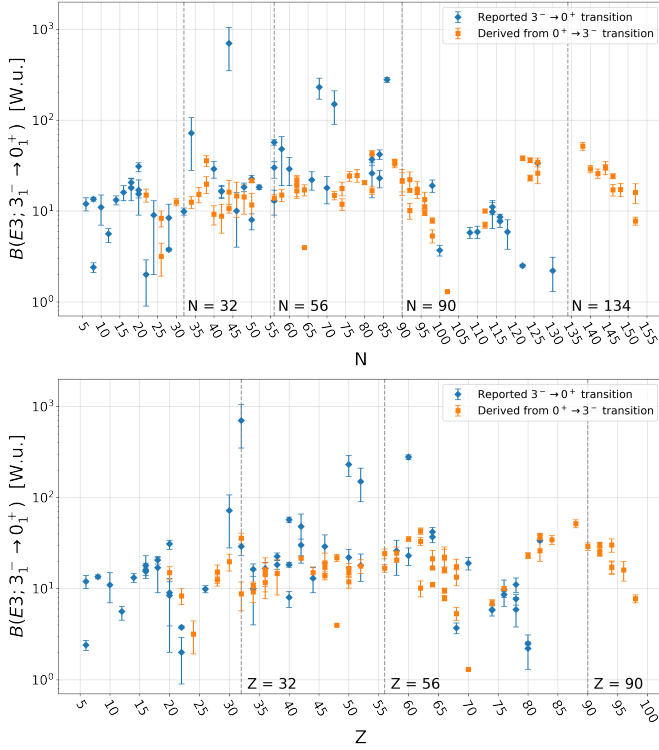 Reported 3⁻ → 0⁺ transition
Derived from 0⁺ → 3⁻ transition
B(E3; 3₁⁻ → 0₁⁺) [W.u.]
10³
10²
10¹
10⁰
N = 32
N = 56
N = 90
N = 134
5 10 15 20 25 30 35 40 45 50 55 60 65 70 75 80 85 90 95 100 105 110 115 120 125 130 135 140 145 150 155
N
Reported 3⁻ → 0⁺ transition
Derived from 0⁺ → 3⁻ transition
B(E3; 3₁⁻ → 0₁⁺) [W.u.]
10³
10²
10¹
10⁰
Z = 32
Z = 56
Z = 90
5 10 15 20 25 30 35 40 45 50 55 60 65 70 75 80 85 90 95 100
Z